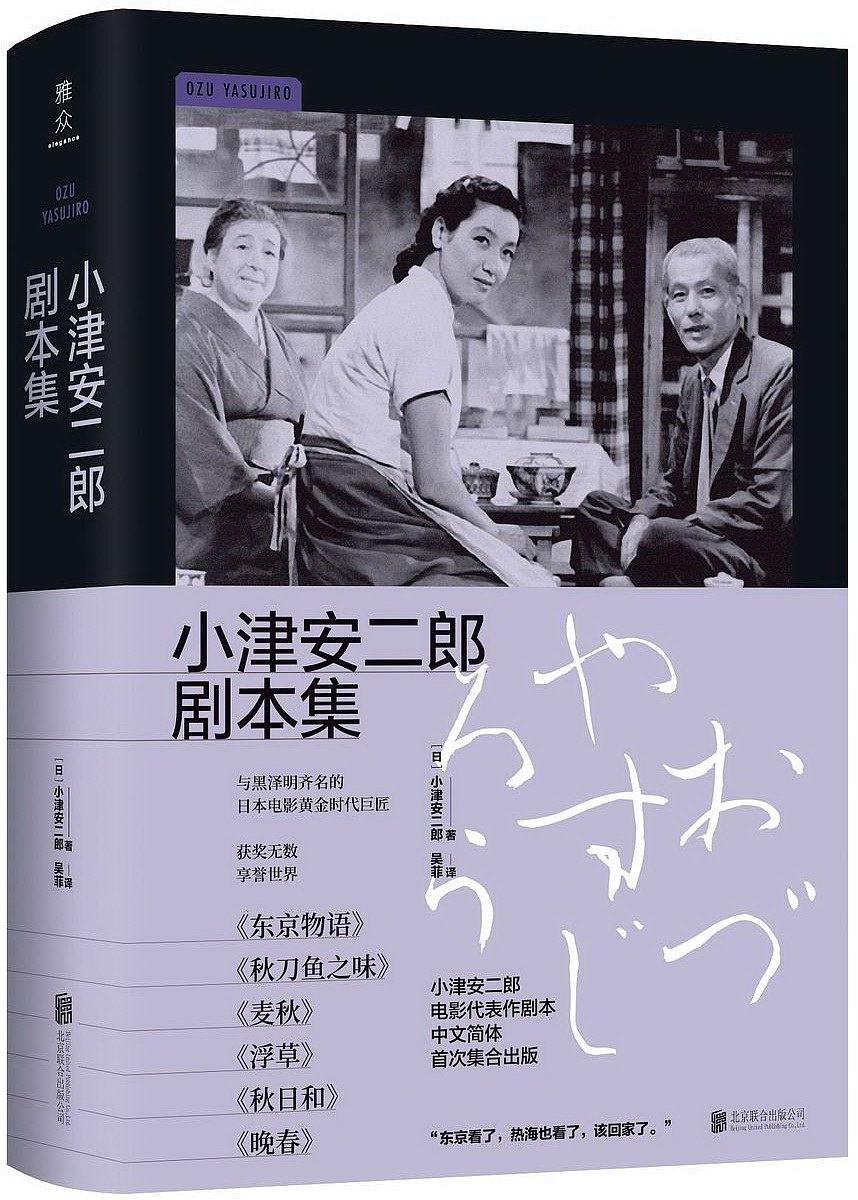 雅众
elegance
OZU
YASUJIRO
小津安二郎
剧本集
[日]小津安二郎 著
吴菲 译
北京联合出版公司
Beijing United Publishing Co.,Ltd.
OZU YASUJIRO
小津安二郎
剧本集
与黑泽明齐名的
日本电影黄金时代巨匠
获奖无数
享誉世界
《东京物语》
《秋刀鱼之味》
《麦秋》
《浮草》
《秋日和》
《晚春》
おづ
やすじ
ろう
[日]小津安二郎 著
吴菲 译
小津安二郎
电影代表作剧本
中文简体
首次集合出版
“东京看了，热海也看了，该回家了。”
北京联合出版公司
Beijing United Publishing Co.,Ltd.